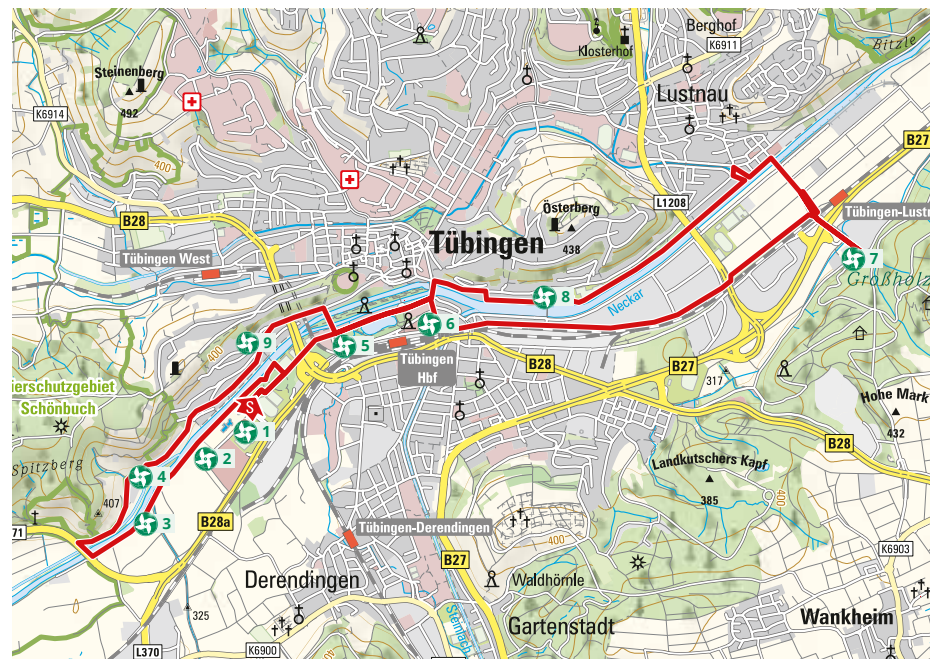 Berghof
K6911
Klosterhof
Bitzle
Steinenberg
492
Lustnau
K6914
400
B27
B28
L1208
Österberg
438
Tübingen
Tübingen-Lustn
Tübingen West
7
Großholz
8
Neckar
6
9
5
Tübingen
Hbf
B28
B27
317
ierschutzgebiet
Schönbuch
S
1
Hohe Mark
432
B28
2
Landkutschers Kapf
385
400
Spitzberg
4
407
3
71
B28a
Tübingen-Derendingen
400
K6903
B27
Derendingen
Waldhörnle
325
Steinlach
Gartenstadt
Wankheim
L370
K6900